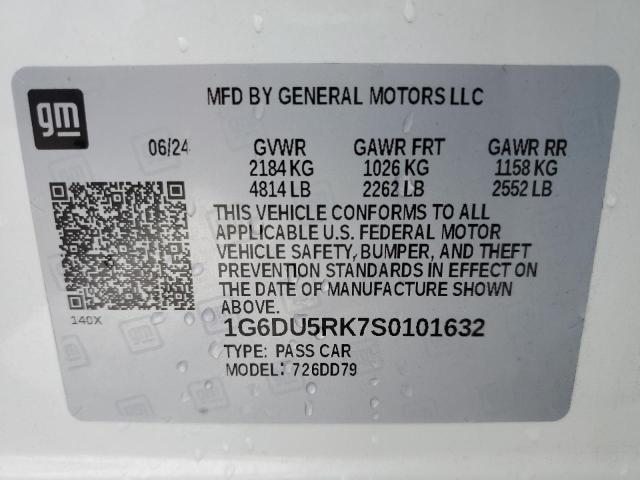 gm
MFD BY GENERAL MOTORS LLC
06/24 GVWR GAWR FRT GAWR RR
2184 KG 1026 KG 1158 KG
4814 LB 2262 LB 2552 LB
THIS VEHICLE CONFORMS TO ALL
APPLICABLE U.S. FEDERAL MOTOR
VEHICLE SAFETY, BUMPER, AND THEFT
PREVENTION STANDARDS IN EFFECT ON
THE DATE OF MANUFACTURE SHOWN
ABOVE.
140X
1G6DU5RK7S0101632
TYPE: PASS CAR
MODEL: 726DD79